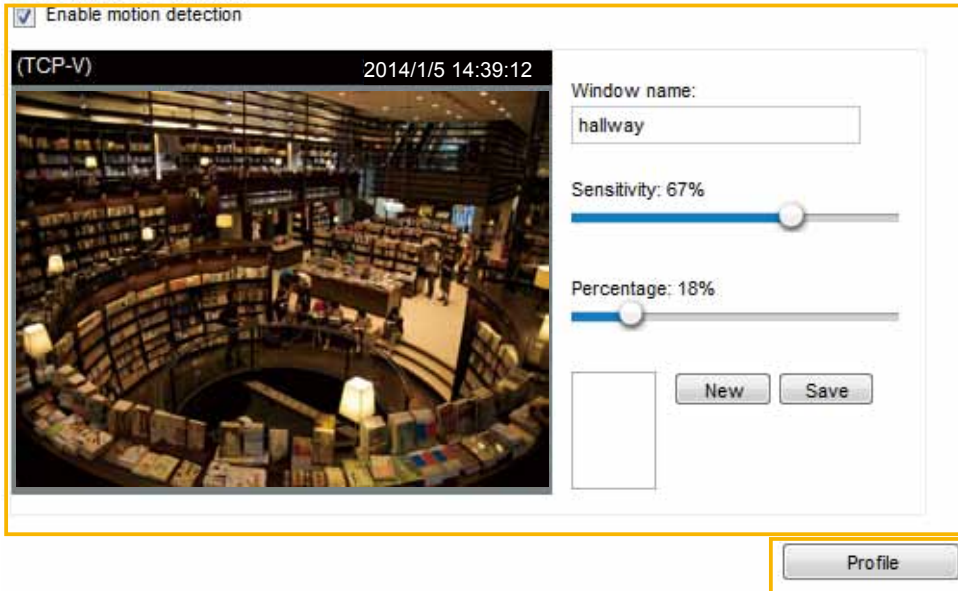 Enable motion detection
(TCP-V) 2014/1/5 14:39:12
Window name:
hallway
Sensitivity: 67%
Percentage: 18%
New Save
Profile